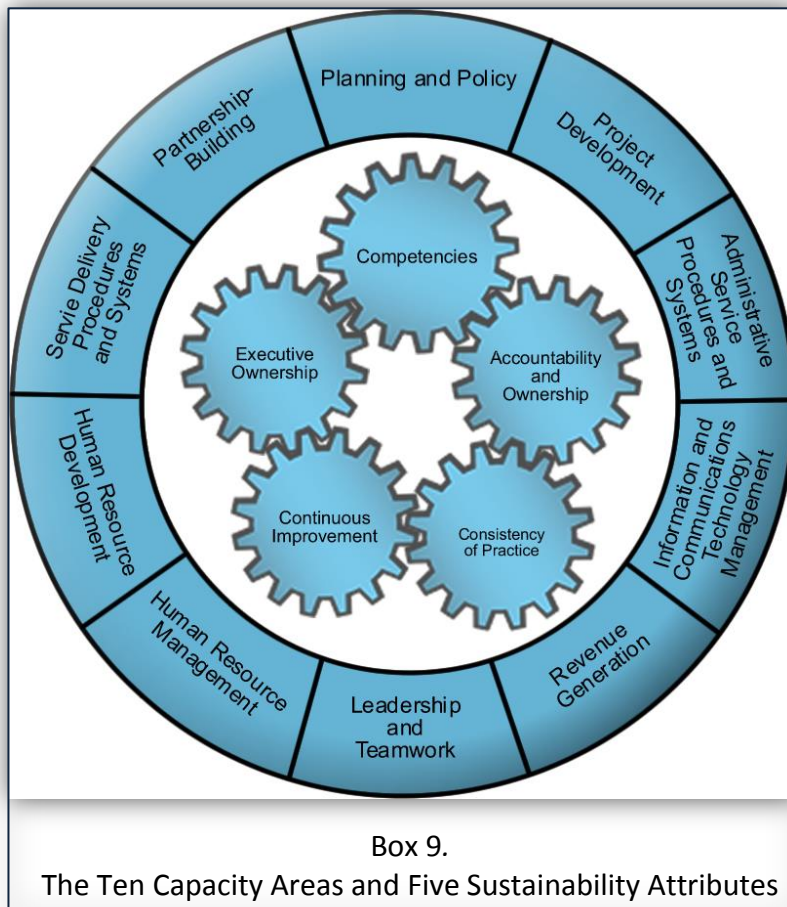 Planning and Policy
Project
Development
Administrative
Service
Procedures and
Systems
Information and
Communications
Technology
Management
Revenue
Generation
Leadership
and
Teamwork
Human Resource
Management
Human Resource
Development
Servie Delivery
Procedures
and Systems
Partnership-
Building
Competencies
Accountability
and
Ownership
Consistency
of Practice
Continuous
Improvement
Executive
Ownership
Box 9.
The Ten Capacity Areas and Five Sustainability Attributes